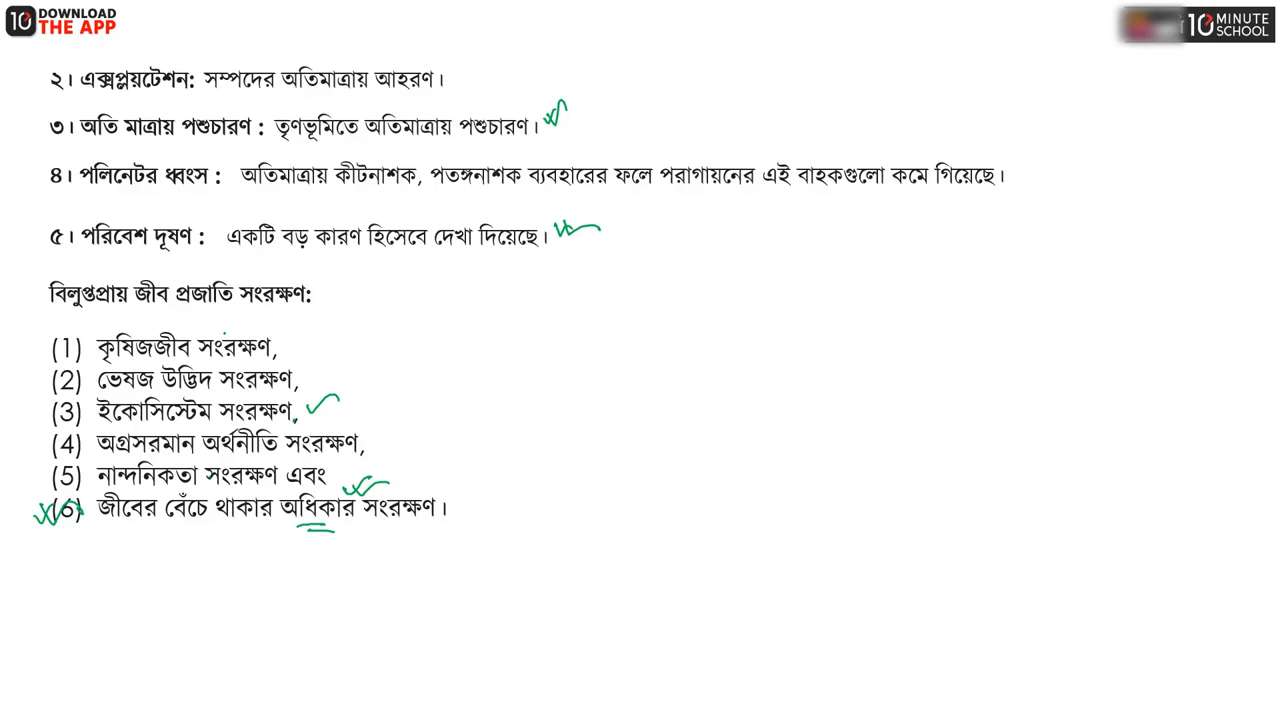 10 DOWNLOAD THE APP
10 MINUTE SCHOOL
২। এক্সপ্লয়টেশন: সম্পদের অতিমাত্রায় আহরণ।
৩। অতি মাত্রায় পশুচারণ : তৃণভূমিতে অতিমাত্রায় পশুচারণ।
৪। পলিনেটর ধ্বংস : অতিমাত্রায় কীটনাশক, পতঙ্গনাশক ব্যবহারের ফলে পরাগায়নের এই বাহকগুলো কমে গিয়েছে।
৫। পরিবেশ দূষণ : একটি বড় কারণ হিসেবে দেখা দিয়েছে।
বিলুপ্তপ্রায় জীব প্রজাতি সংরক্ষণ:
(1) কৃষিজজীব সংরক্ষণ,
(2) ভেষজ উদ্ভিদ সংরক্ষণ,
(3) ইকোসিস্টেম সংরক্ষণ,
(4) অগ্রসরমান অর্থনীতি সংরক্ষণ,
(5) নান্দনিকতা সংরক্ষণ এবং
(6) জীবের বেঁচে থাকার অধিকার সংরক্ষণ।